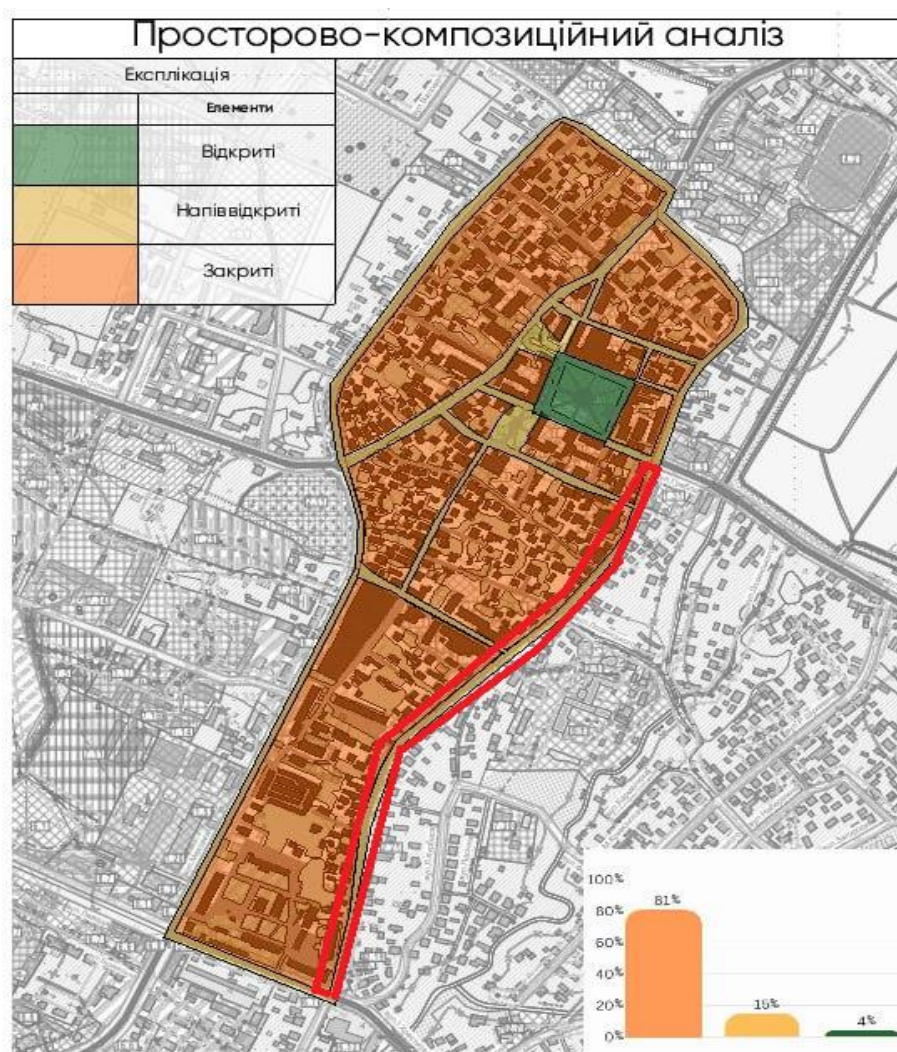 Просторово-композиційний аналіз
Експлікація
Елементи
Відкриті
Напіввідкриті
Закриті
100%
81%
80%
60%
40%
20%
15%
4%
0%